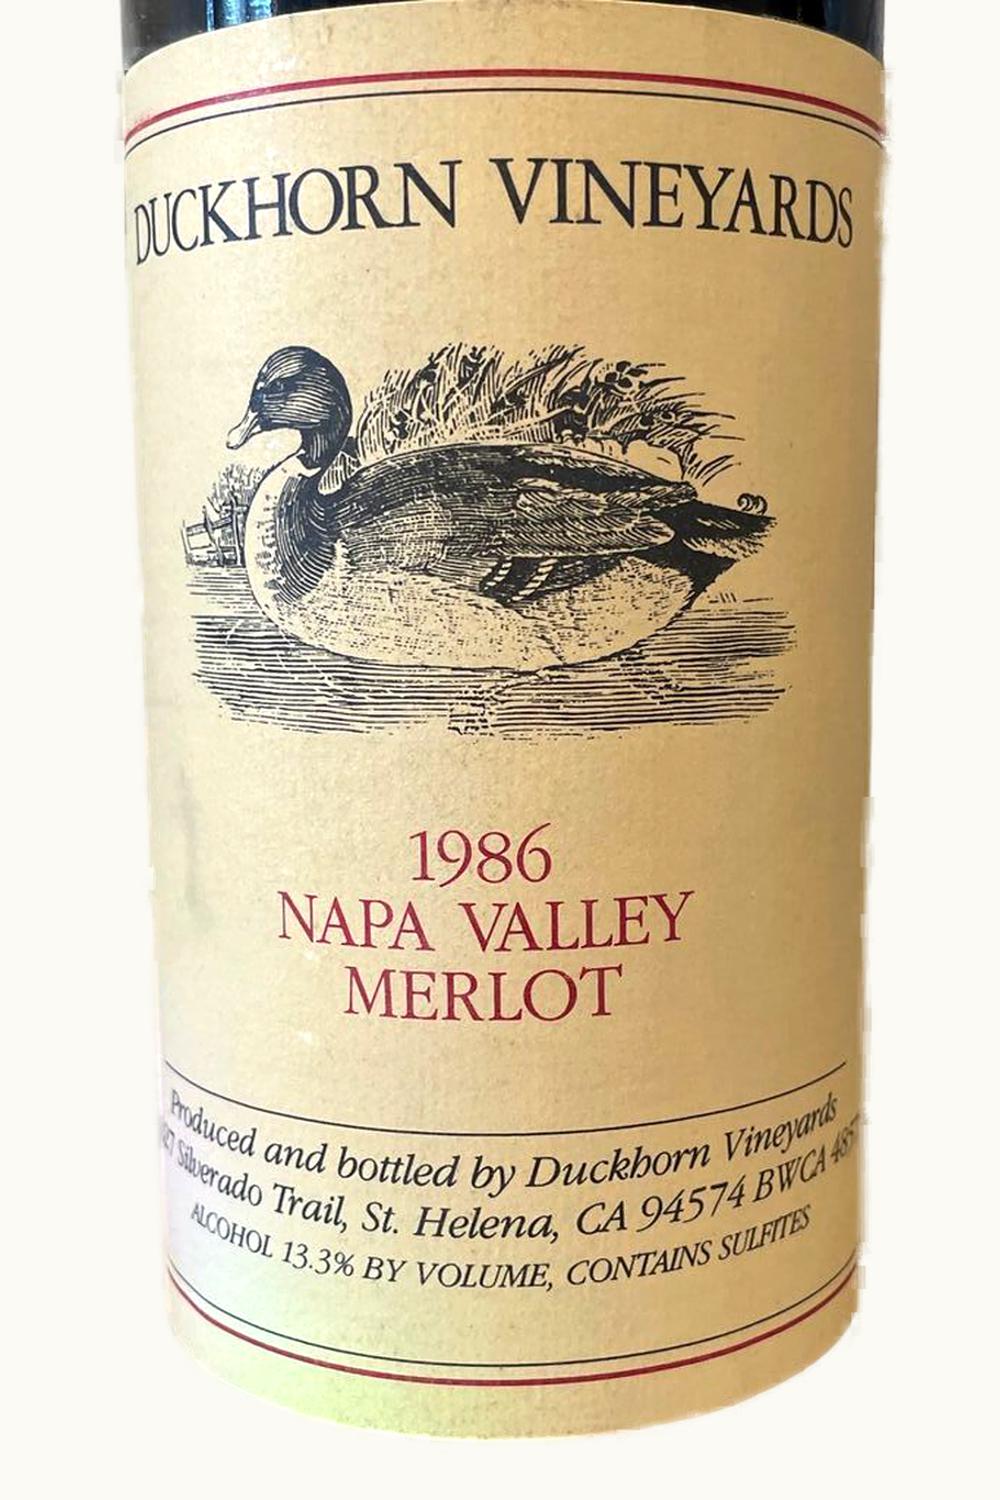 DUCKHORN VINEYARDS
1986
NAPA VALLEY
MERLOT
Produced and bottled by Duckhorn Vineyards
Silverado Trail, St. Helena, CA 94574 BWCA
ALCOHOL 13.3% BY VOLUME, CONTAINS SULFITES